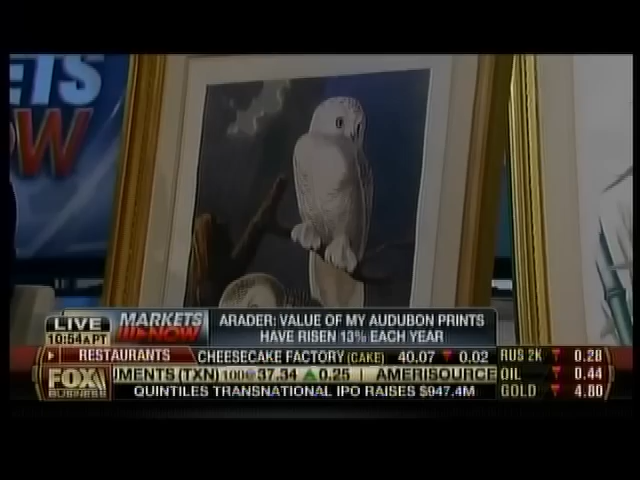 ETS
OW
LIVE
10:54A PT
MARKETS
NOW
ARADER: VALUE OF MY AUDUBON PRINTS
HAVE RISEN 13% EACH YEAR
RESTAURANTS CHEESECAKE FACTORY (CAKE) 40.07 ▼ 0.02
RUS 2K ▼ 0.28
FOX
BUSINESS
UMENTS (TXN) 37.34 ▲ 0.25 | AMERISOURCE
OIL ▼ 0.44
QUINTILES TRANSNATIONAL IPO RAISES $947.4M
GOLD ▼ 4.80